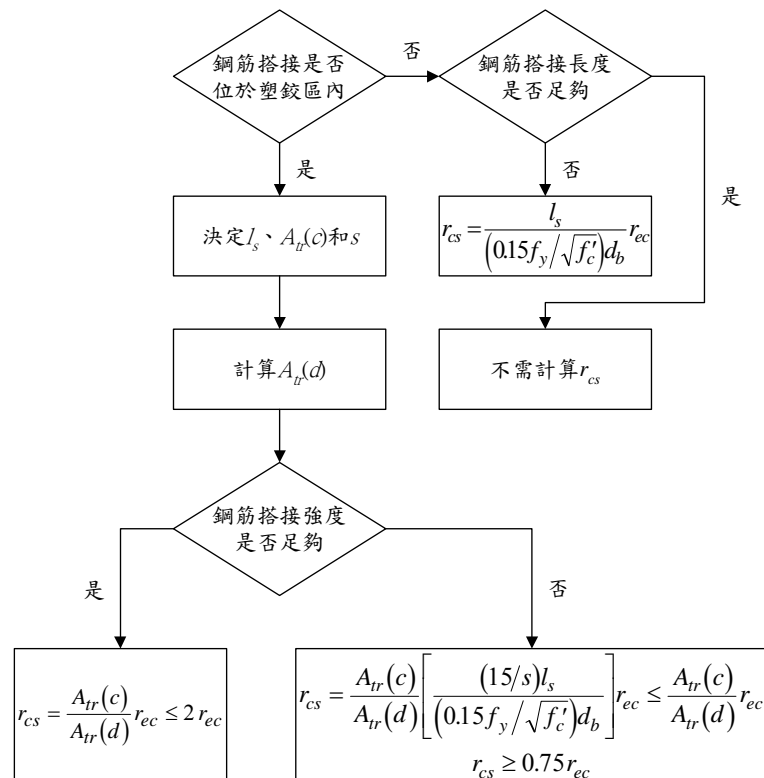 鋼筋搭接是否
位於塑鉸區內
否
鋼筋搭接長度
是否足夠
是
否
是
決定l_s、A_tr(c)和s
r_cs = l_s / ((0.15f_y/√f_c′)d_b) r_ec
計算A_tr(d)
不需計算r_cs
鋼筋搭接強度
是否足夠
是
否
r_cs = A_tr(c)/A_tr(d) r_ec ≤ 2 r_ec
r_cs = A_tr(c)/A_tr(d) [(15/s)l_s / ((0.15f_y/√f_c′)d_b)] r_ec ≤ A_tr(c)/A_tr(d) r_ec
r_cs ≥ 0.75r_ec